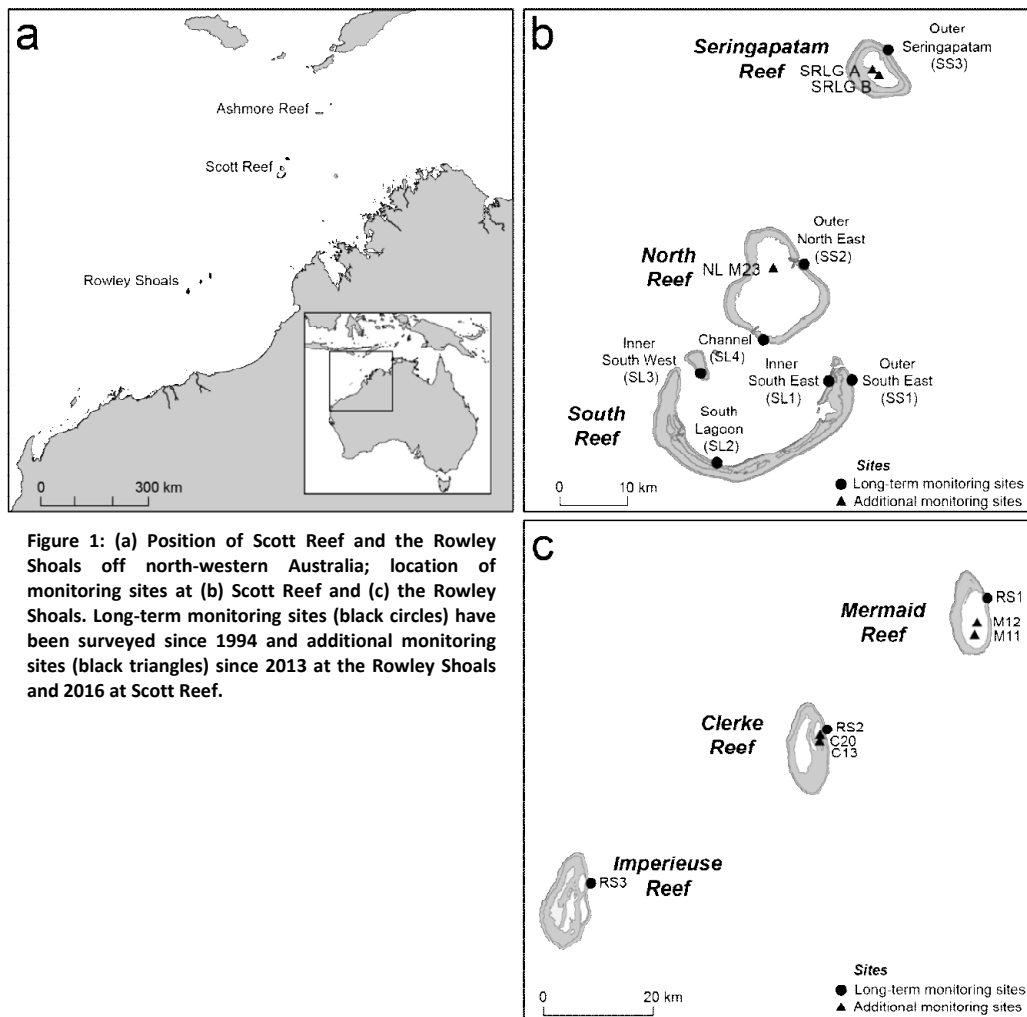 a
Ashmore Reef
Scott Reef
Rowley Shoals
0 300 km
Figure 1: (a) Position of Scott Reef and the Rowley
Shoals off north-western Australia; location of
monitoring sites at (b) Scott Reef and (c) the Rowley
Shoals. Long-term monitoring sites (black circles) have
been surveyed since 1994 and additional monitoring
sites (black triangles) since 2013 at the Rowley Shoals
and 2016 at Scott Reef.
b
Seringapatam
Reef
Outer
Seringapatam
(SS3)
SRLG A
SRLG B
North
Reef
Outer
North East
(SS2)
NL M23
Channel
(SL4)
Inner
South West
(SL3)
Inner
South East
(SL1)
Outer
South East
(SS1)
South
Reef
South
Lagoon
(SL2)
Sites
Long-term monitoring sites
Additional monitoring sites
0 10 km
c
Mermaid
Reef
RS1
M12
M11
Clerke
Reef
RS2
C20
C13
Imperieuse
Reef
RS3
Sites
Long-term monitoring sites
Additional monitoring sites
0 20 km